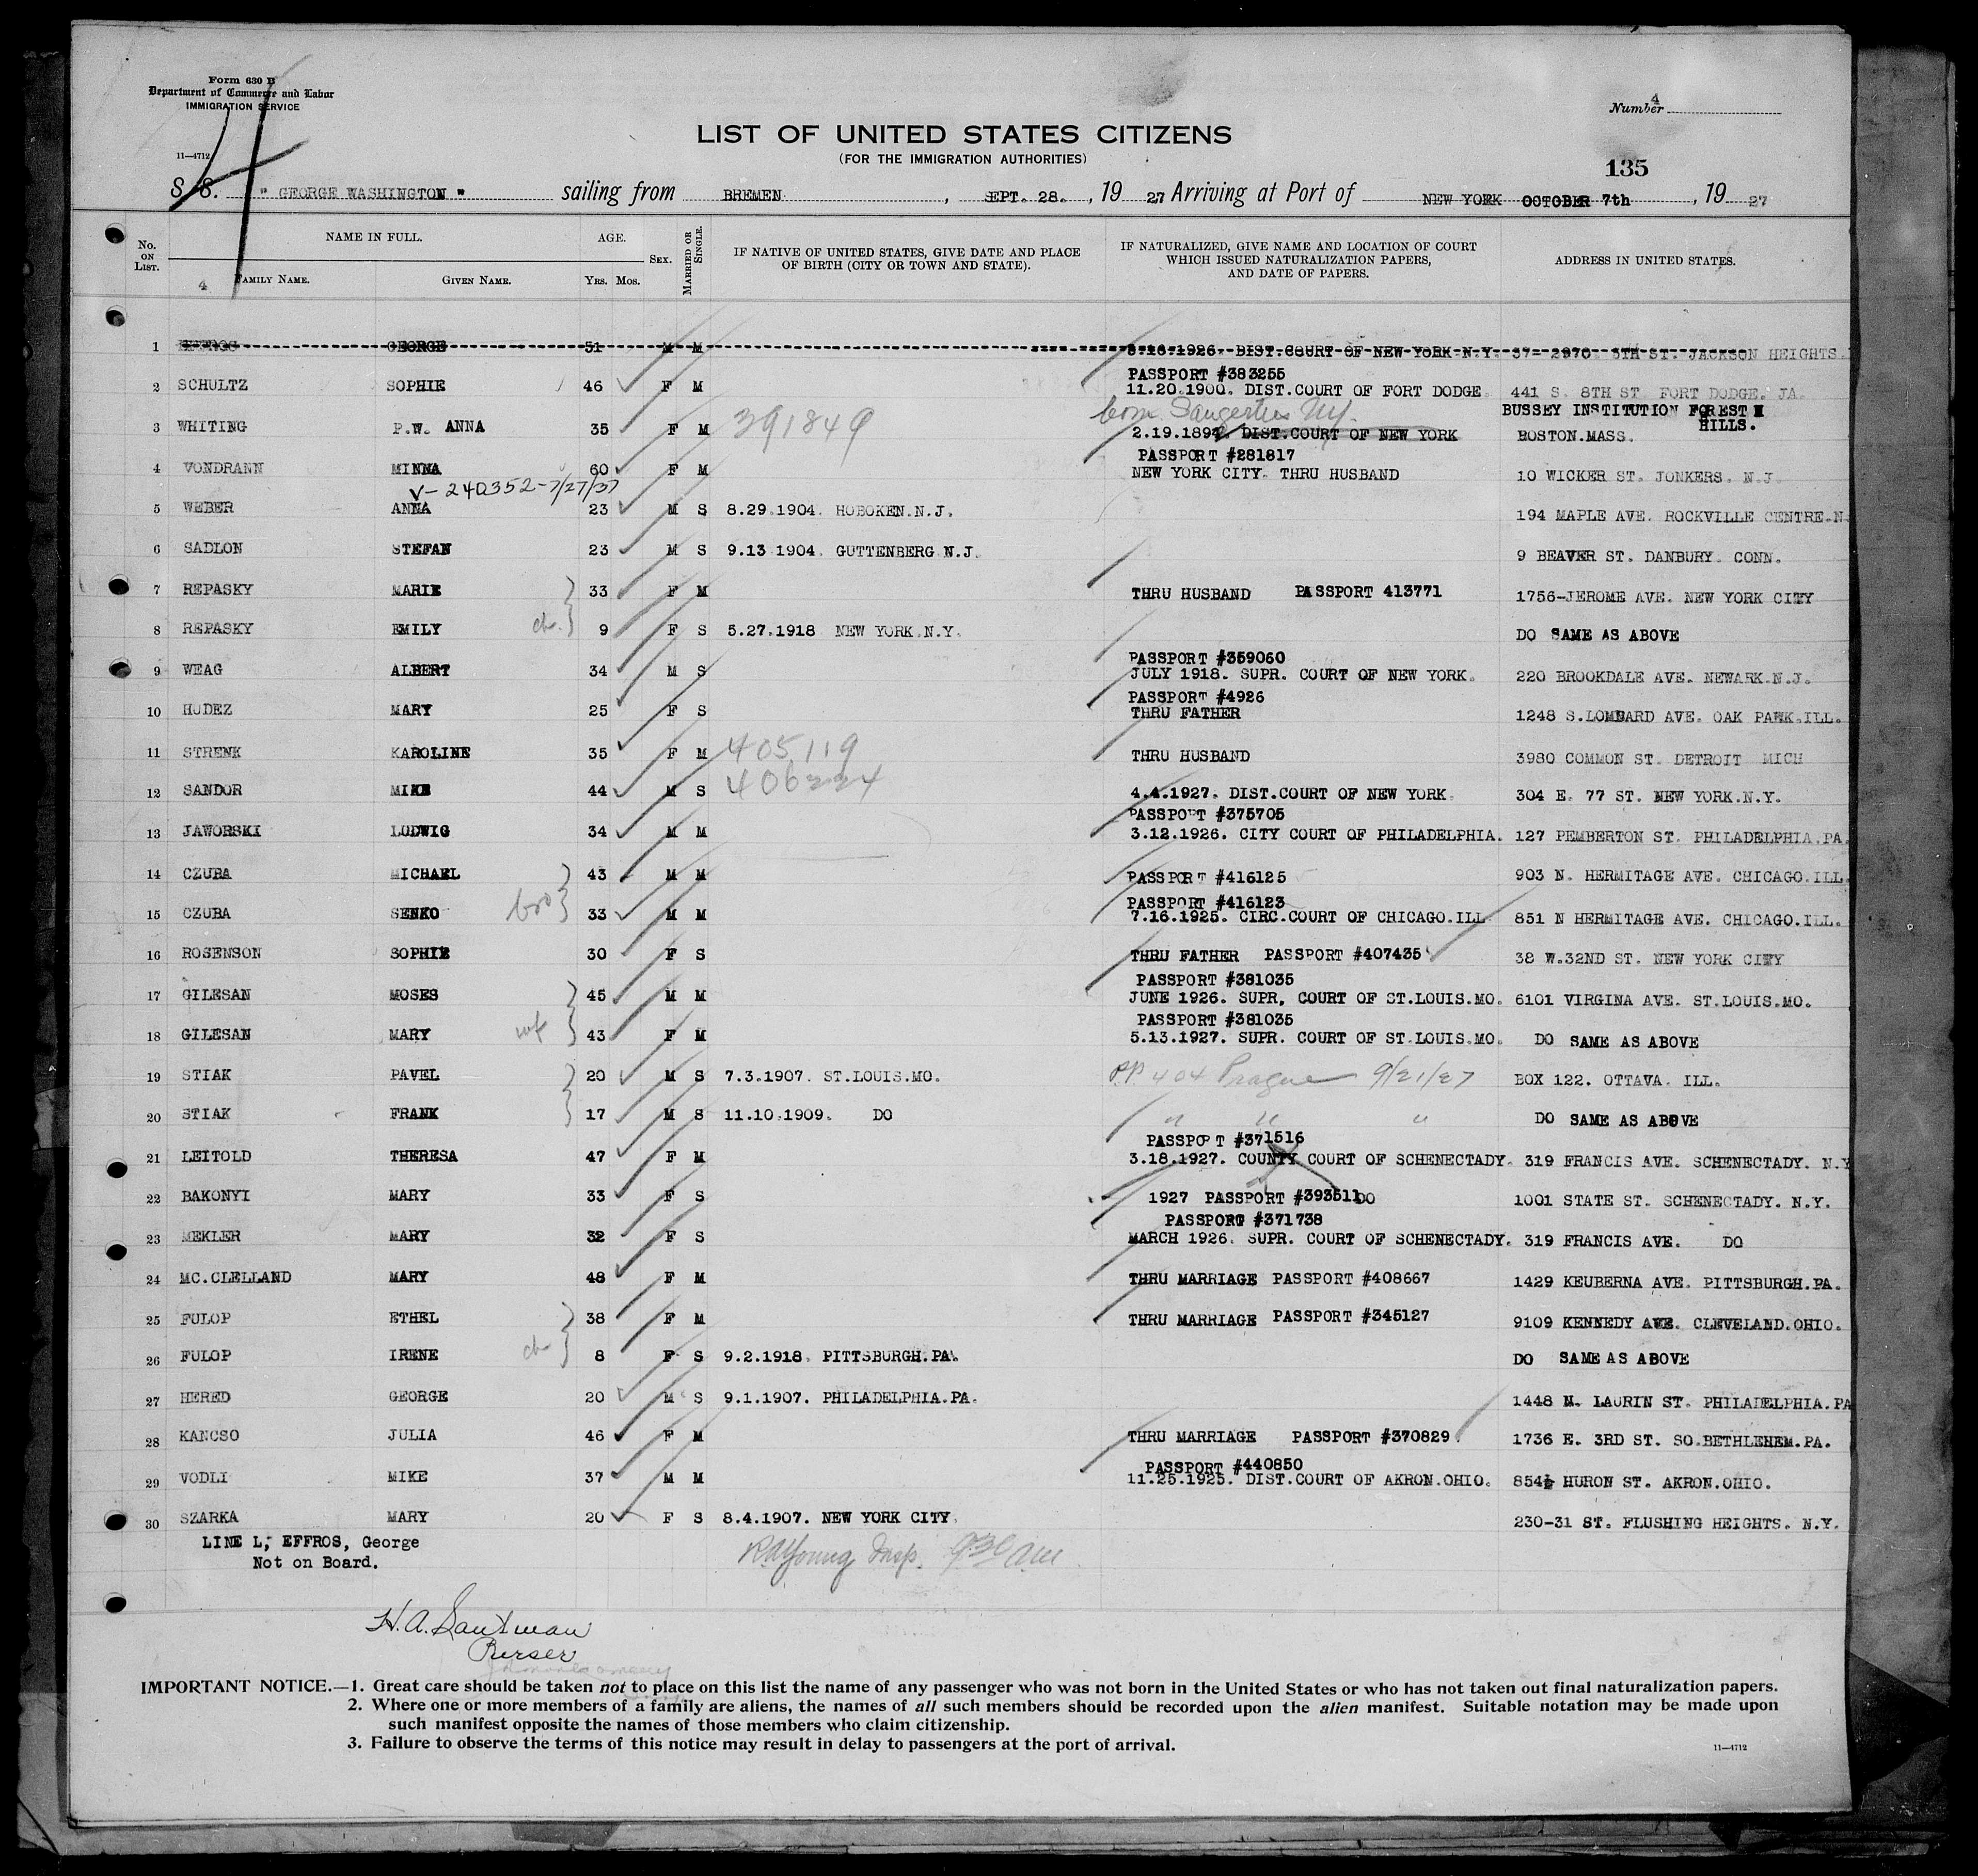 Form 630 B
Department of Commerce and Labor
IMMIGRATION SERVICE
11—4712
4
Number 4
LIST OF UNITED STATES CITIZENS
(FOR THE IMMIGRATION AUTHORITIES)
135
S. S. "GEORGE WASHINGTON" sailing from BREMEN, SEPT. 28., 1927 Arriving at Port of NEW YORK OCTOBER 7th, 1927
No. ON LIST. NAME IN FULL. AGE. SEX. MARRIED OR SINGLE. IF NATIVE OF UNITED STATES, GIVE DATE AND PLACE OF BIRTH (CITY OR TOWN AND STATE). IF NATURALIZED, GIVE NAME AND LOCATION OF COURT WHICH ISSUED NATURALIZATION PAPERS, AND DATE OF PAPERS. ADDRESS IN UNITED STATES.
4 FAMILY NAME. GIVEN NAME. YRS. MOS.
1 EFFROS GEORGE 51 M M 8.16.1926. DIST.COURT OF NEW YORK N.Y. JACKSON HEIGHTS.
PASSPORT #383255
2 SCHULTZ SOPHIE 46 F M 11.20.1900. DIST.COURT OF FORT DODGE. 441 S. 8TH ST. FORT DODGE. JA.
born Saugerties N.Y. BUSSEY INSTITUTION FOREST HILLS.
3 WHITING P.W. ANNA 35 F M 391849 2.19.1894. DIST.COURT OF NEW YORK BOSTON.MASS.
PASSPORT #281817
4 VONDRANN MINNA 60 F M NEW YORK CITY. THRU HUSBAND 10 WICKER ST. JONKERS. N.J.
V-240352-7/27/37
5 WEBER ANNA 23 M S 8.29.1904. HOBOKEN.N.J. 194 MAPLE AVE. ROCKVILLE CENTRE.N.
6 SADLON STEFAN 23 M S 9.13 1904. GUTTENBERG N.J. 9 BEAVER ST. DANBURY. CONN.
7 REPASKY MARIE 33 F M THRU HUSBAND PASSPORT 413771 1756-JEROME AVE. NEW YORK CITY
8 REPASKY EMILY ch. 9 F S 5.27.1918 NEW YORK.N.Y. DO SAME AS ABOVE
PASSPORT #359060
9 WEAG ALBERT 34 M S JULY 1918. SUPR. COURT OF NEW YORK. 220 BROOKDALE AVE. NEWARK.N.J.
PASSPORT #4926
10 HUDEZ MARY 25 F S THRU FATHER 1248 S.LOMBARD AVE. OAK PARK.ILL.
11 STRENK KAROLINE 35 F M 405119 THRU HUSBAND 3980 COMMON ST. DETROIT MICH
12 SANDOR MIKE 44 M S 406224 4.4.1927. DIST.COURT OF NEW YORK. 304 E. 77 ST. NEW YORK.N.Y.
PASSPORT #375705
13 JAWORSKI LUDWIG 34 M M 3.12.1926. CITY COURT OF PHILADELPHIA. 127 PEMBERTON ST. PHILADELPHIA.PA.
14 CZUBA MICHAEL 43 M M PASSPORT #416125 903 N. HERMITAGE AVE. CHICAGO.ILL.
PASSPORT #416123
15 CZUBA SENKO bro 33 M M 7.16.1925. CIRC.COURT OF CHICAGO.ILL. 851 N HERMITAGE AVE. CHICAGO.ILL.
16 ROSENSON SOPHIE 30 F S THRU FATHER PASSPORT #407435 38 W.32ND ST. NEW YORK CITY
PASSPORT #381035
17 GILESAN MOSES 45 M M JUNE 1926. SUPR, COURT OF ST.LOUIS.MO. 6101 VIRGINA AVE. ST.LOUIS.MO.
PASSPORT #381035
18 GILESAN MARY wf 43 F M 5.13.1927. SUPR. COURT OF ST.LOUIS.MO. DO SAME AS ABOVE
19 STIAK PAVEL 20 M S 7.3.1907. ST.LOUIS.MO. PP 404 Prague 9/21/27 BOX 122. OTTAVA. ILL.
20 STIAK FRANK 17 M S 11.10.1909. DO " " " DO SAME AS ABOVE
PASSPORT #371516
21 LEITOLD THERESA 47 F M 3.18.1927. COUNTY COURT OF SCHENECTADY. 319 FRANCIS AVE. SCHENECTADY. N.Y
22 BAKONYI MARY 33 F S 1927 PASSPORT #393511 DO 1001 STATE ST. SCHENECTADY. N.Y.
PASSPORT #371738
23 MEKLER MARY 32 F S MARCH 1926. SUPR. COURT OF SCHENECTADY. 319 FRANCIS AVE. DO
24 MC.CLELLAND MARY 48 F M THRU MARRIAGE PASSPORT #408667 1429 KEUBERNA AVE. PITTSBURGH.PA.
25 FULOP ETHEL 38 F M THRU MARRIAGE PASSPORT #345127 9109 KENNEDY AVE. CLEVELAND.OHIO.
26 FULOP IRENE ch 8 F S 9.2.1918. PITTSBURGH.PA. DO SAME AS ABOVE
27 HERED GEORGE 20 M S 9.1.1907. PHILADELPHIA.PA. 1448 N. LAURIN ST. PHILADELPHIA.PA
28 KANCSO JULIA 46 F M THRU MARRIAGE PASSPORT #370829. 1736 E. 3RD ST. SO.BETHLEHEM.PA.
PASSPORT #440850
29 VODLI MIKE 37 M M 11.25.1925. DIST.COURT OF AKRON.OHIO. 854½ HURON ST. AKRON.OHIO.
30 SZARKA MARY 20 F S 8.4.1907. NEW YORK CITY. 230-31 ST. FLUSHING HEIGHTS. N.Y.
LINE L; EFFROS, George
Not on Board.
RAYoung Insp. 9:30 AM
H.A. Sautman
Purser
IMPORTANT NOTICE.—1. Great care should be taken not to place on this list the name of any passenger who was not born in the United States or who has not taken out final naturalization papers.
2. Where one or more members of a family are aliens, the names of all such members should be recorded upon the alien manifest. Suitable notation may be made upon
such manifest opposite the names of those members who claim citizenship.
3. Failure to observe the terms of this notice may result in delay to passengers at the port of arrival.
11—4712